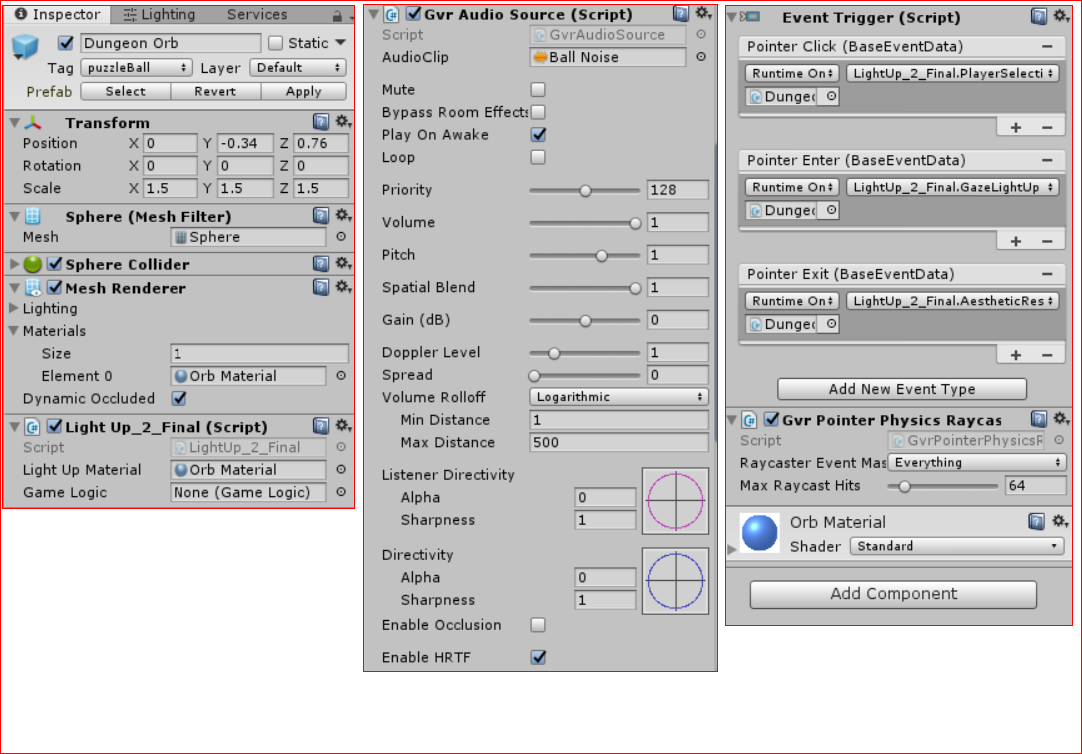 Inspector Lighting Services
Dungeon Orb Static
Tag puzzleBall Layer Default
Prefab Select Revert Apply
Transform
Position X 0 Y -0.34 Z 0.76
Rotation X 0 Y 0 Z 0
Scale X 1.5 Y 1.5 Z 1.5
Sphere (Mesh Filter)
Mesh Sphere
Sphere Collider
Mesh Renderer
Lighting
Materials
Size 1
Element 0 Orb Material
Dynamic Occluded
Light Up_2_Final (Script)
Script LightUp_2_Final
Light Up Material Orb Material
Game Logic None (Game Logic)
Gvr Audio Source (Script)
Script GvrAudioSource
AudioClip Ball Noise
Mute
Bypass Room Effects
Play On Awake
Loop
Priority 128
Volume 1
Pitch 1
Spatial Blend 1
Gain (dB) 0
Doppler Level 1
Spread 0
Volume Rolloff Logarithmic
Min Distance 1
Max Distance 500
Listener Directivity
Alpha 0
Sharpness 1
Directivity
Alpha 0
Sharpness 1
Enable Occlusion
Enable HRTF
Event Trigger (Script)
Pointer Click (BaseEventData)
Runtime On LightUp_2_Final.PlayerSelecti
Dunge
Pointer Enter (BaseEventData)
Runtime On LightUp_2_Final.GazeLightUp
Dunge
Pointer Exit (BaseEventData)
Runtime On LightUp_2_Final.AestheticRes
Dunge
Add New Event Type
Gvr Pointer Physics Raycas
Script GvrPointerPhysicsR
Raycaster Event Mas Everything
Max Raycast Hits 64
Orb Material
Shader Standard
Add Component